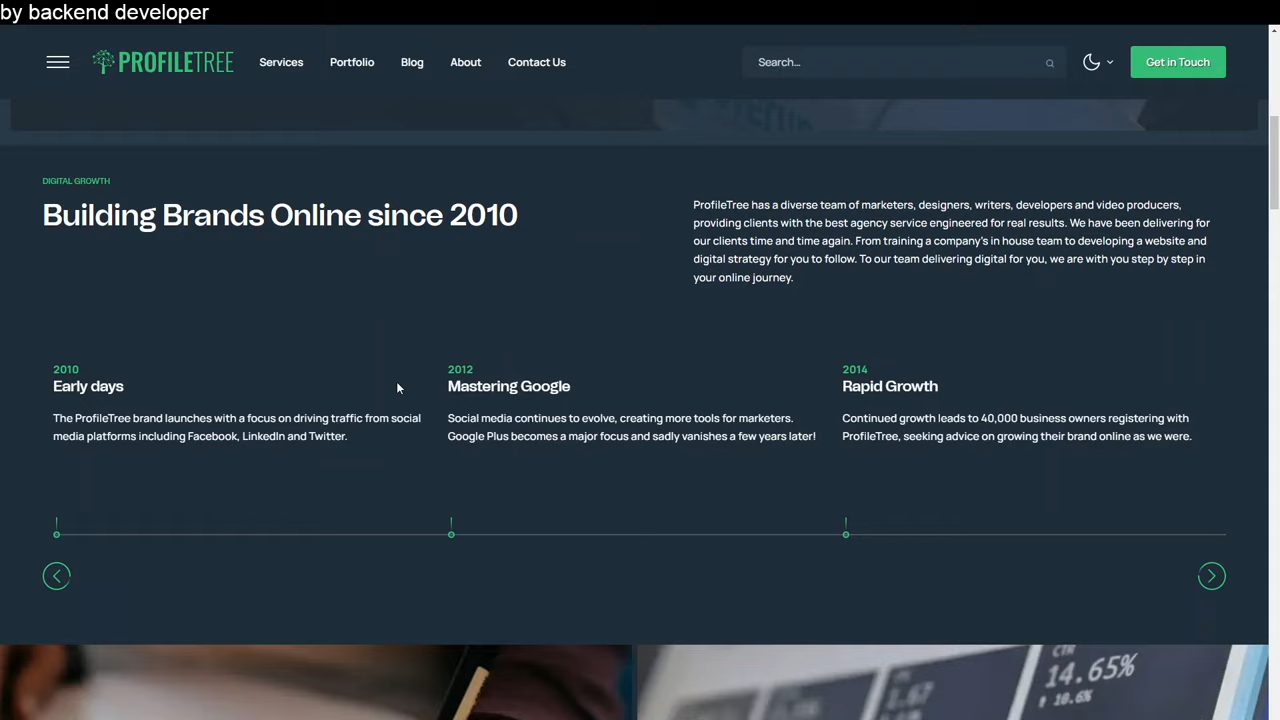 by backend developer
PROFILETREE
Services
Portfolio
Blog
About
Contact Us
Search...
Get in Touch
DIGITAL GROWTH
Building Brands Online since 2010
ProfileTree has a diverse team of marketers, designers, writers, developers and video producers,
providing clients with the best agency service engineered for real results. We have been delivering for
our clients time and time again. From training a company's in house team to developing a website and
digital strategy for you to follow. To our team delivering digital for you, we are with you step by step in
your online journey.
2010
Early days
The ProfileTree brand launches with a focus on driving traffic from social
media platforms including Facebook, LinkedIn and Twitter.
2012
Mastering Google
Social media continues to evolve, creating more tools for marketers.
Google Plus becomes a major focus and sadly vanishes a few years later!
2014
Rapid Growth
Continued growth leads to 40,000 business owners registering with
ProfileTree, seeking advice on growing their brand online as we were.
CTR
14.65%
10.6%